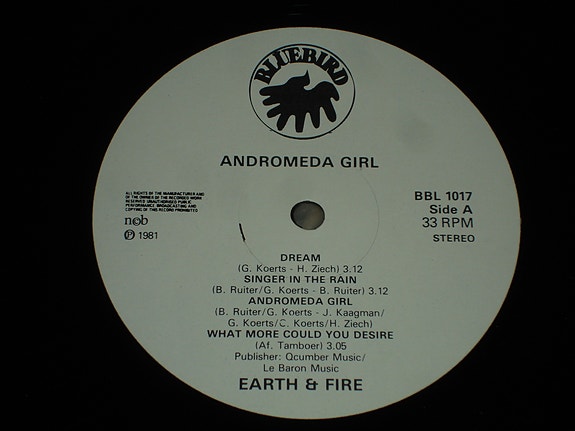 BLUEBIRD
ANDROMEDA GIRL
ALL RIGHTS OF THE MANUFACTURER AND
OF THE OWNER OF THE RECORDED WORK
RESERVED UNAUTHORISED PUBLIC
PERFORMANCE BROADCASTING AND
COPYING OF THIS RECORD PROHIBITED
ncb
Ⓟ 1981
BBL 1017
Side A
33 RPM
STEREO
DREAM
(G. Koerts - H. Ziech) 3.12
SINGER IN THE RAIN
(B. Ruiter/G. Koerts - B. Ruiter) 3.12
ANDROMEDA GIRL
(B. Ruiter/G. Koerts - J. Kaagman/
G. Koerts/C. Koerts/H. Ziech)
WHAT MORE COULD YOU DESIRE
(Af. Tamboer) 3.05
Publisher: Qcumber Music/
Le Baron Music
EARTH & FIRE